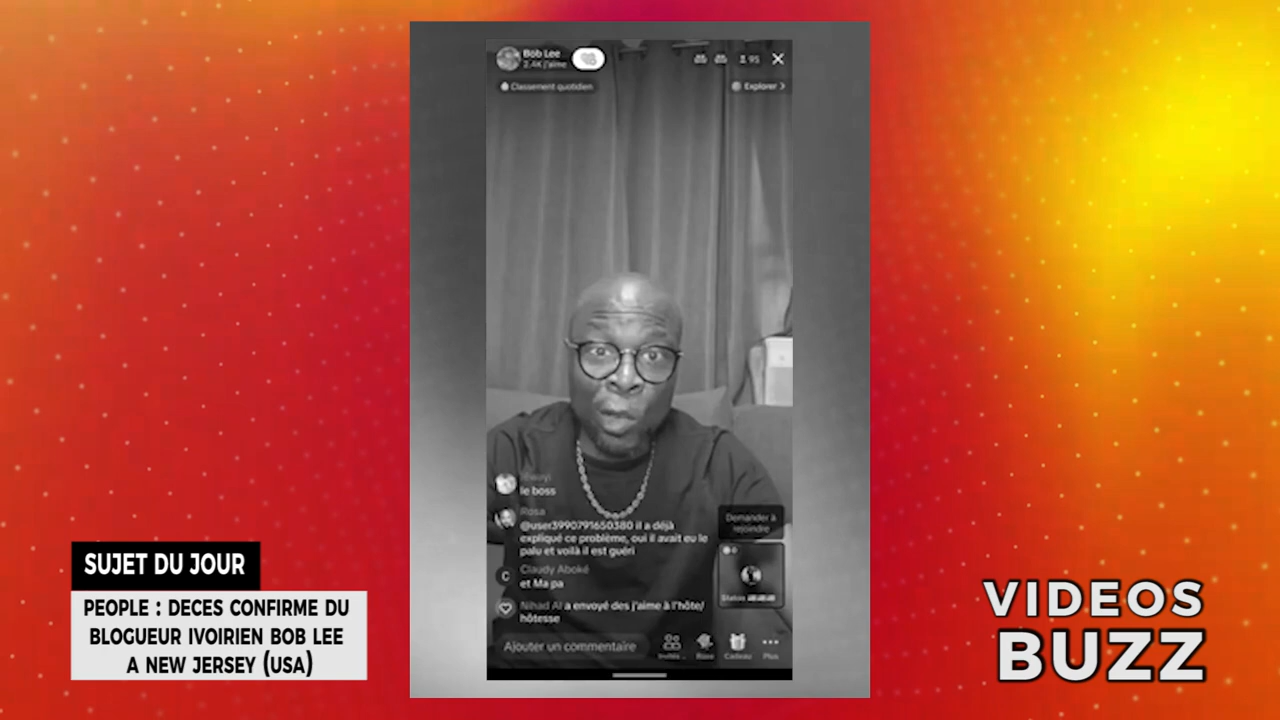 Bob Lee
2.4K j'aime
95
Classement quotidien
Explorer
le boss
Rosa
@user3990791650380 il a déjà
expliqué ce problème, oui il avait eu le
palu et voilà il est guéri
Claudy Aboké
C
et Ma pa
Nihad Al a envoyé des j'aime à l'hôte/
hôtesse
Demander à
rejoindre
Ajouter un commentaire
Invités
Rose
Cadeau
Plus
SUJET DU JOUR
PEOPLE : DECES CONFIRME DU
BLOGUEUR IVOIRIEN BOB LEE
A NEW JERSEY (USA)
VIDEOS
BUZZ